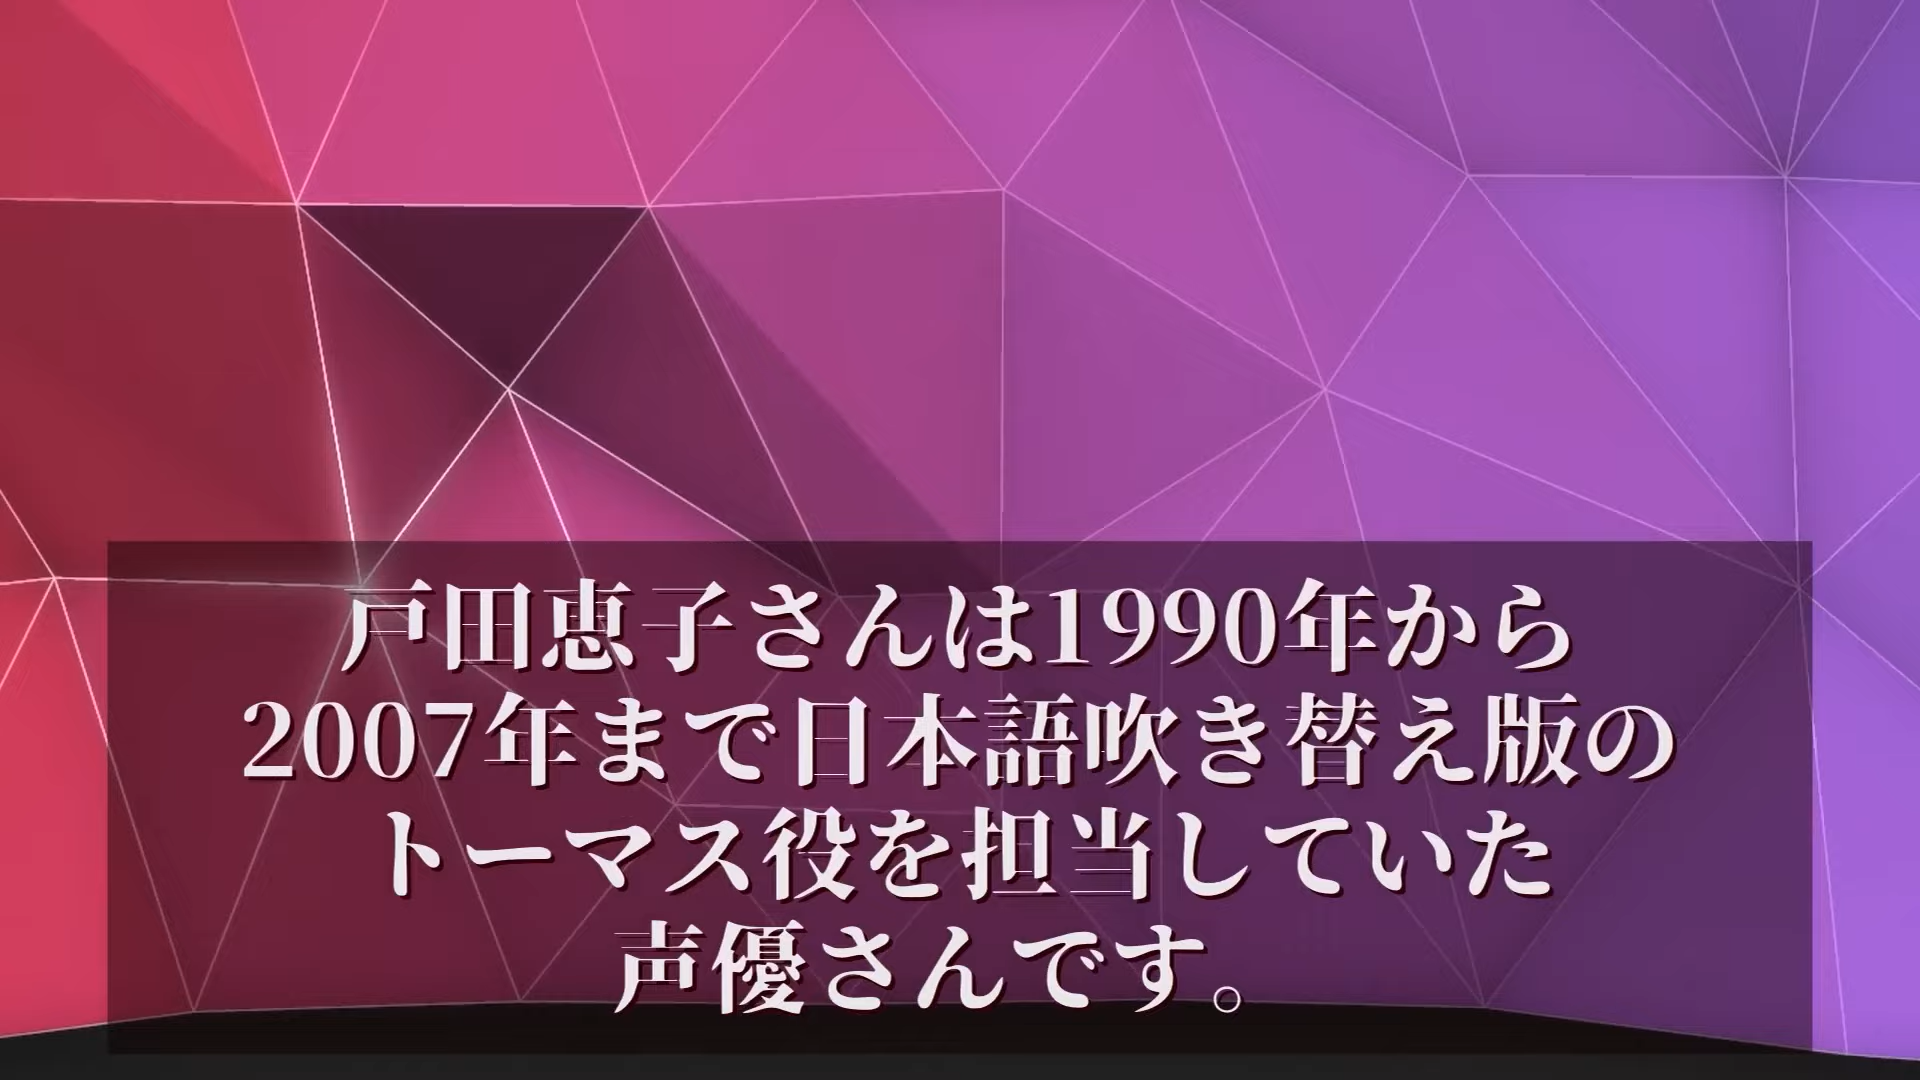 戸田恵子さんは1990年から
2007年まで日本語吹き替え版の
トーマス役を担当していた
声優さんです。